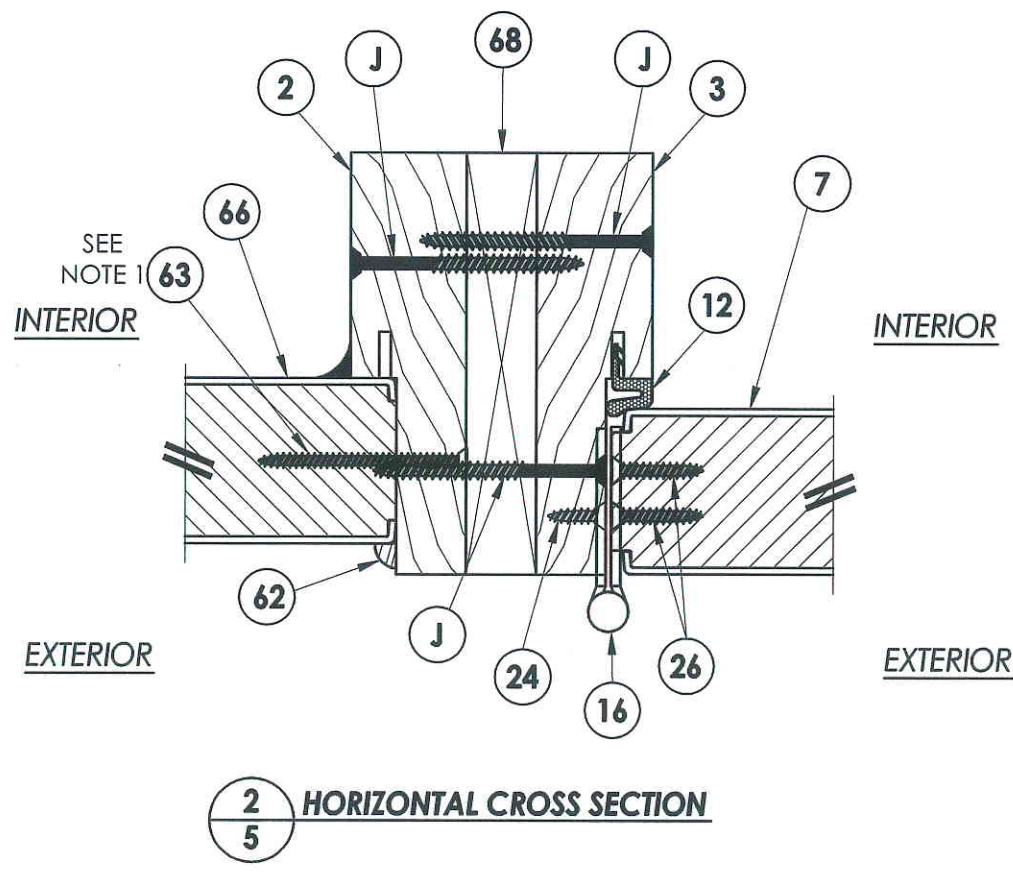 68
J
J
2
3
7
66
SEE
NOTE 1
63
12
INTERIOR
INTERIOR
62
J
24
26
16
EXTERIOR
EXTERIOR
2
5
HORIZONTAL CROSS SECTION